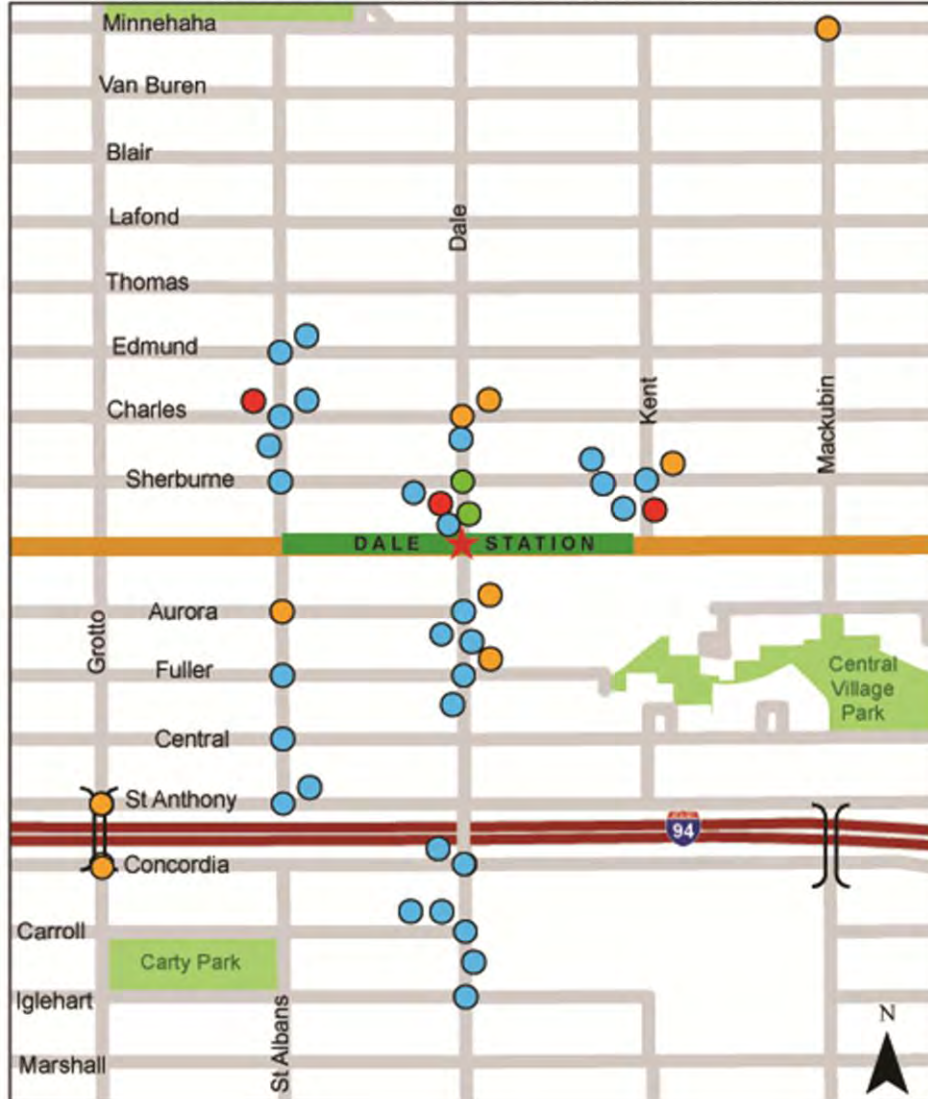 Minnehaha
Van Buren
Blair
Lafond
Dale
Thomas
Edmund
Charles
Kent
Mackubin
Sherburne
DALE STATION
Aurora
Grotto
Fuller
Central
Village
Park
Central
St Anthony
94
Concordia
Carroll
Carty Park
Iglehart
St Albans
N
Marshall